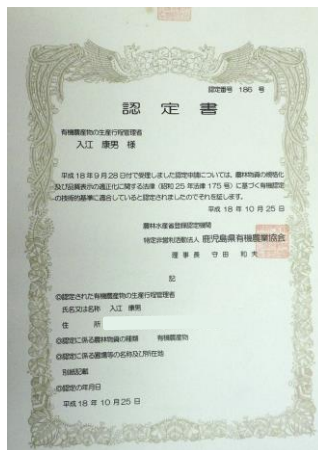 認定番号 186 号
認定書
有機農産物の生産行程管理者
入江 康男 様
平成18年9月28日付で受理しました認定申請については、農林物資の規格化
及び品質表示の適正化に関する法律(昭和25年法律175号)に基づく有機認定
の技術的基準に適合していると認定されましたのでそれを証します。
平成 18 年 10 月 25 日
農林水産省登録認定機関
特定非営利活動法人 鹿児島県有機農業協会
理 事 長 守 田 和 夫
記
◎認定された有機農産物の生産行程管理者
氏名又は名称 入江 康男
住 所
◎認定に係る農林物資の種類 有機農産物
◎認定に係る圃場等の名称及び所在地
別紙記載
◎認定の年月日
平成 18 年 10 月 25 日